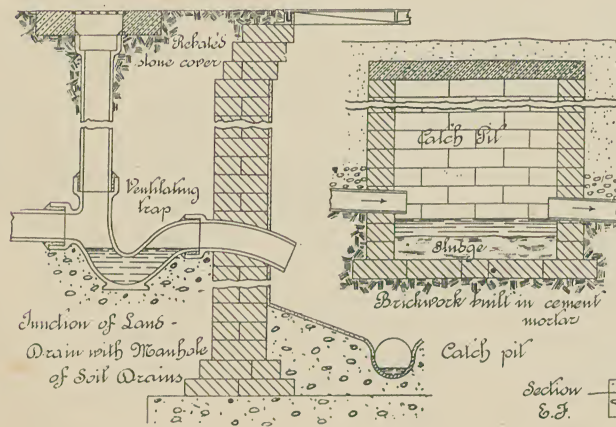 Rebated
stone cover
Ventilating
trap
Junction of Land-
Drain with Manhole
of Soil Drains
Catch Pit
Sludge
Brickwork built in cement
mortar
Catch pit
Section
E.F.